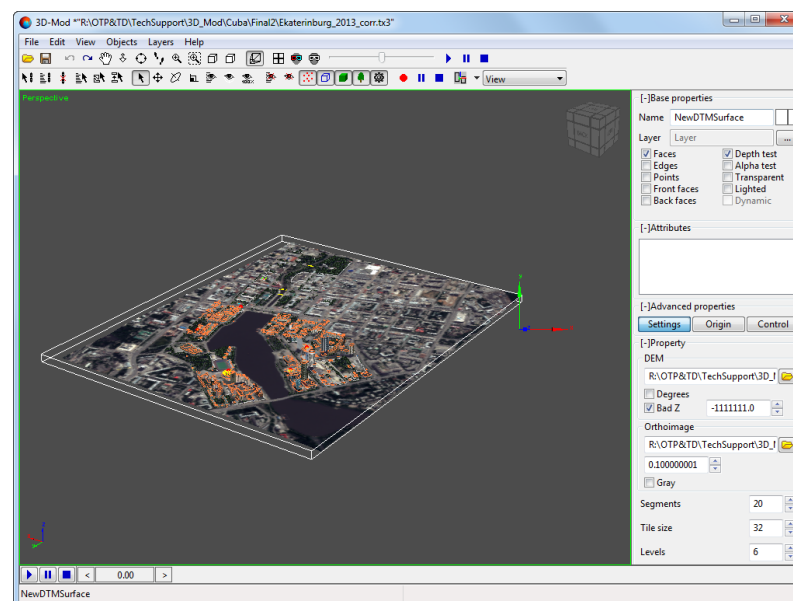 3D-Mod *"R:\OTP&TD\TechSupport\3D_Mod\Cuba\Final2\Ekaterinburg_2013_corr.tx3"
File Edit View Objects Layers Help
View
Perspective
[-]Base properties
Name NewDTMSurface
Layer Layer ...
Faces Depth test
Edges Alpha test
Points Transparent
Front faces Lighted
Back faces Dynamic
[-]Attributes
[-]Advanced properties
Settings Origin Control
[-]Property
DEM
R:\OTP&TD\TechSupport\3D_
Degrees
Bad Z -1111111.0
Orthoimage
R:\OTP&TD\TechSupport\3D_
0.100000001
Gray
Segments 20
Tile size 32
Levels 6
< 0.00 >
NewDTMSurface